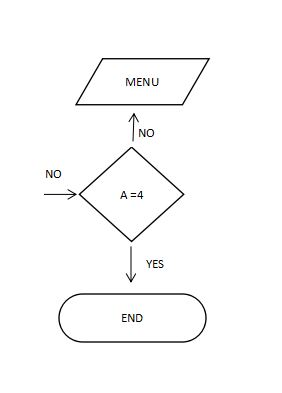 MENU
NO
NO
A =4
YES
END